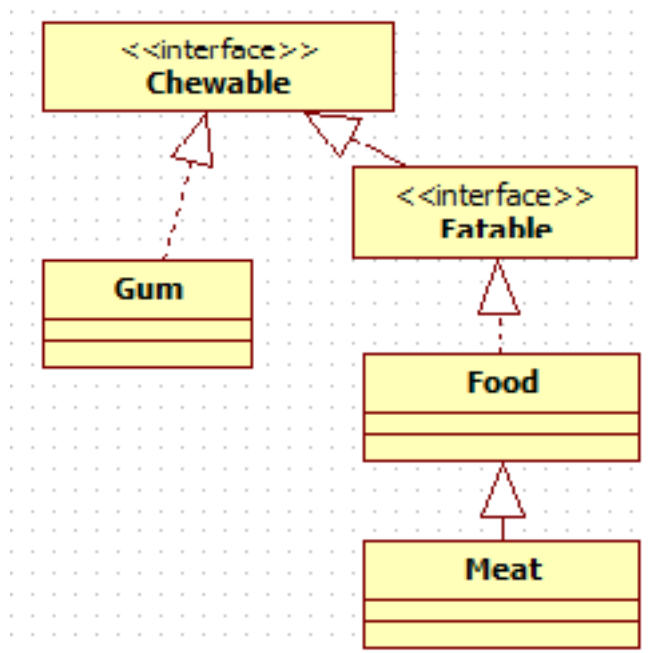 <<interface>>
Chewable
<<interface>>
Eatable
Gum
Food
Meat